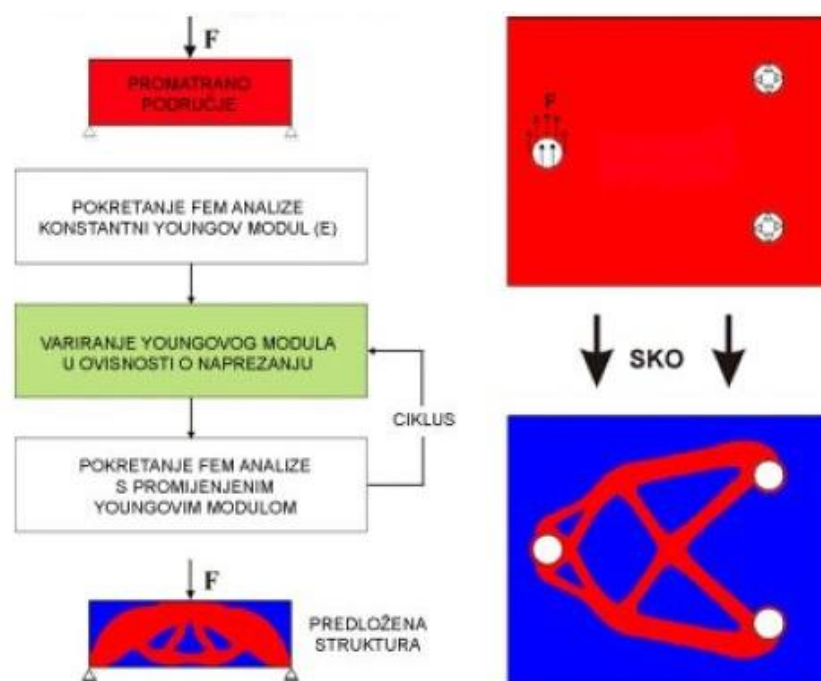 F
PROMATRANO
PODRUČJE
POKRETANJE FEM ANALIZE
KONSTANTNI YOUNGOV MODUL (E)
VARIRANJE YOUNGOVOG MODULA
U OVISNOSTI O NAPREZANJU
CIKLUS
POKRETANJE FEM ANALIZE
S PROMIJENJENIM
YOUNGOVIM MODULOM
F
PREDLOŽENA
STRUKTURA
F
SKO